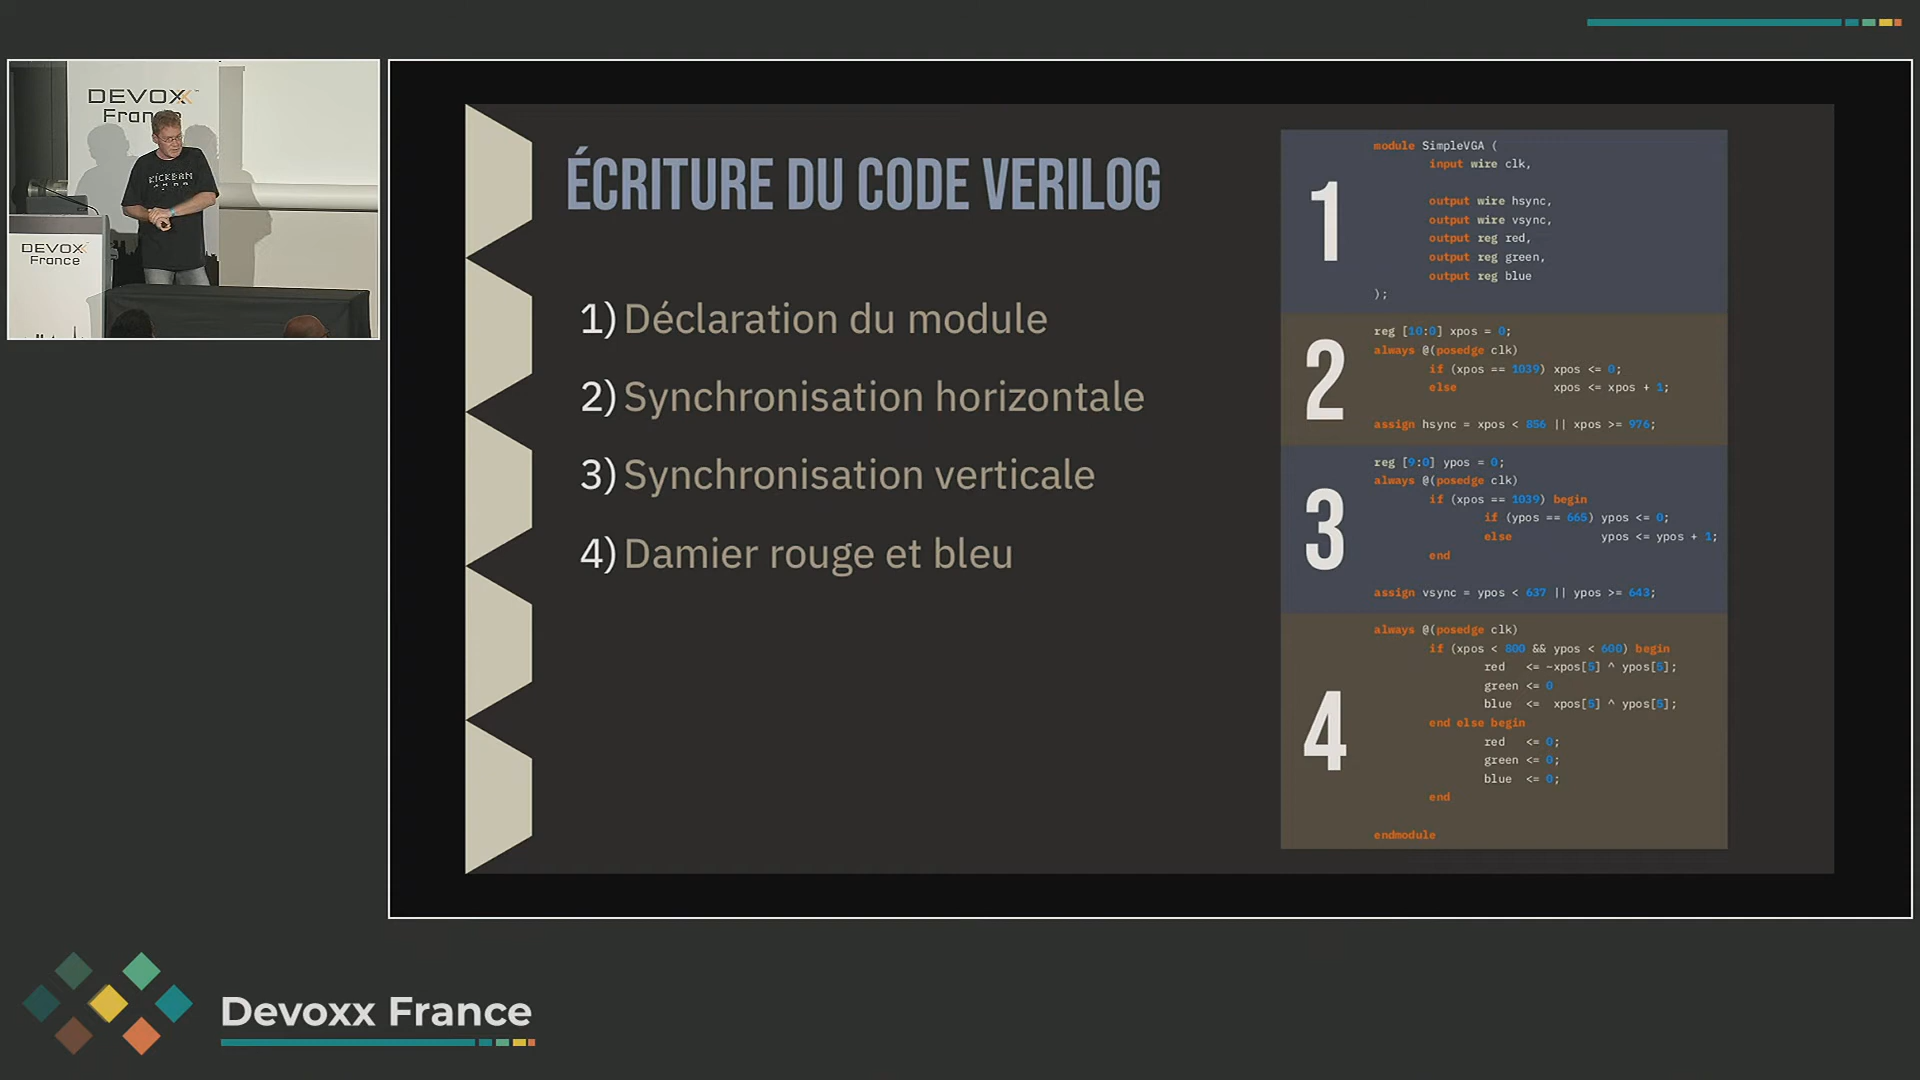 DEVOXX
France
KICKBAN
DEVOXX
France
ÉCRITURE DU CODE VERILOG
1) Déclaration du module
2) Synchronisation horizontale
3) Synchronisation verticale
4) Damier rouge et bleu
1
module SimpleVGA (
input wire clk,
output wire hsync,
output wire vsync,
output reg red,
output reg green,
output reg blue
);
2
reg [10:0] xpos = 0;
always @(posedge clk)
if (xpos == 1039) xpos <= 0;
else xpos <= xpos + 1;
assign hsync = xpos < 856 || xpos >= 976;
3
reg [9:0] ypos = 0;
always @(posedge clk)
if (xpos == 1039) begin
if (ypos == 665) ypos <= 0;
else ypos <= ypos + 1;
end
assign vsync = ypos < 637 || ypos >= 643;
4
always @(posedge clk)
if (xpos < 800 && ypos < 600) begin
red <= ~xpos[5] ^ ypos[5];
green <= 0
blue <= xpos[5] ^ ypos[5];
end else begin
red <= 0;
green <= 0;
blue <= 0;
end
endmodule
Devoxx France